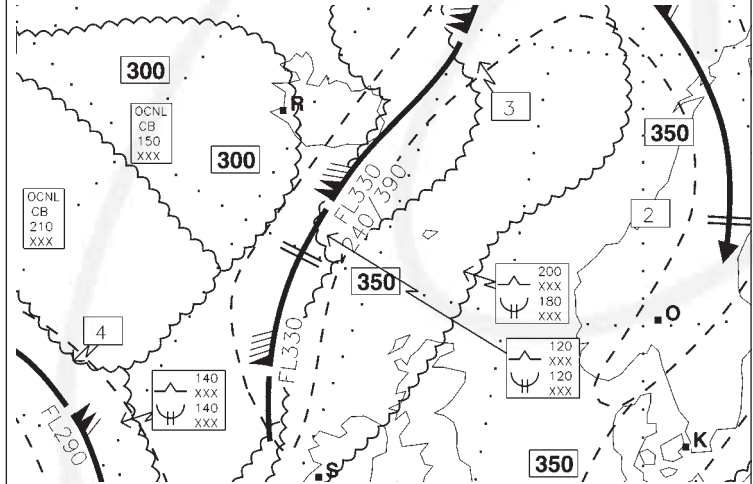 300
R
OCNL
CB
150
XXX
300
3
350
OCNL
CB
210
XXX
FL330
240/390
2
350
200
XXX
180
XXX
O
4
FL330
120
XXX
120
XXX
140
XXX
140
XXX
FL290
K
350
S